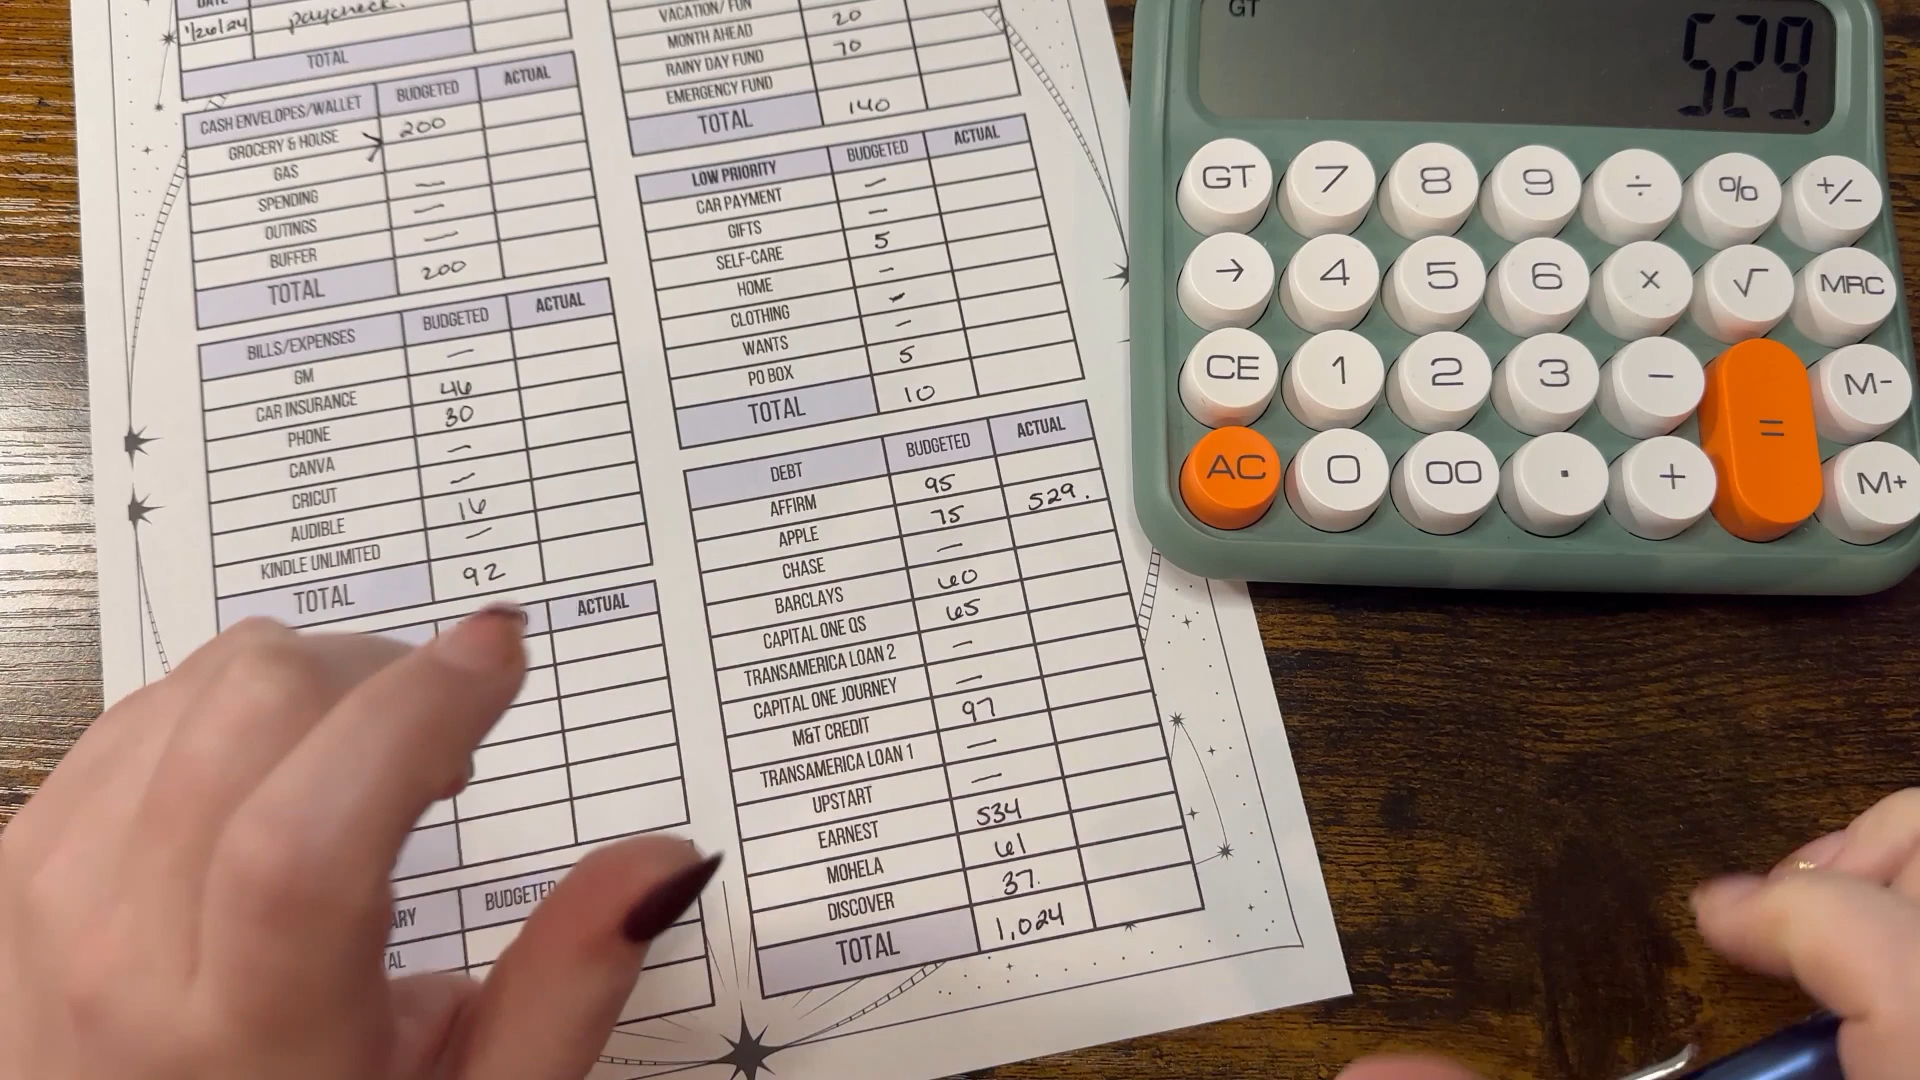 DATE
1/26/24 paycheck.
TOTAL
CASH ENVELOPES/WALLET BUDGETED ACTUAL
GROCERY & HOUSE 200
GAS
SPENDING —
OUTINGS —
BUFFER —
TOTAL 200
BILLS/EXPENSES BUDGETED ACTUAL
GM —
CAR INSURANCE 46
PHONE 30
CANVA —
CRICUT —
AUDIBLE 16
KINDLE UNLIMITED —
TOTAL 92
ACTUAL
BUDGETED
VACATION/ FUN
MONTH AHEAD 20
RAINY DAY FUND 70
EMERGENCY FUND
TOTAL 140
LOW PRIORITY BUDGETED ACTUAL
CAR PAYMENT —
GIFTS —
SELF-CARE 5
HOME —
CLOTHING -
WANTS —
PO BOX 5
TOTAL 10
DEBT BUDGETED ACTUAL
AFFIRM 95
APPLE 75 529.
CHASE —
BARCLAYS 60
CAPITAL ONE QS 65
TRANSAMERICA LOAN 2 —
CAPITAL ONE JOURNEY —
M&T CREDIT 97
TRANSAMERICA LOAN 1 —
UPSTART —
EARNEST 534
MOHELA 61
DISCOVER 37.
TOTAL 1,024
GT
529.
GT 7 8 9 ÷ % +/−
→ 4 5 6 × √ MRC
CE 1 2 3 − M-
AC 0 00 · + = M+